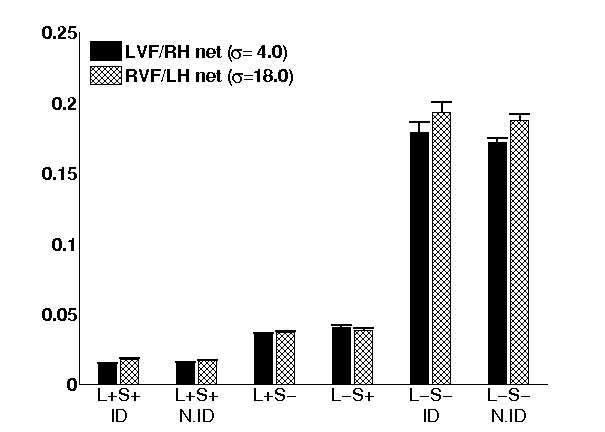 0.25
LVF/RH net (σ= 4.0)
RVF/LH net (σ=18.0)
0.2
0.15
0.1
0.05
0
L+S+ L+S+ L+S− L−S+ L−S− L−S−
ID N.ID ID N.ID